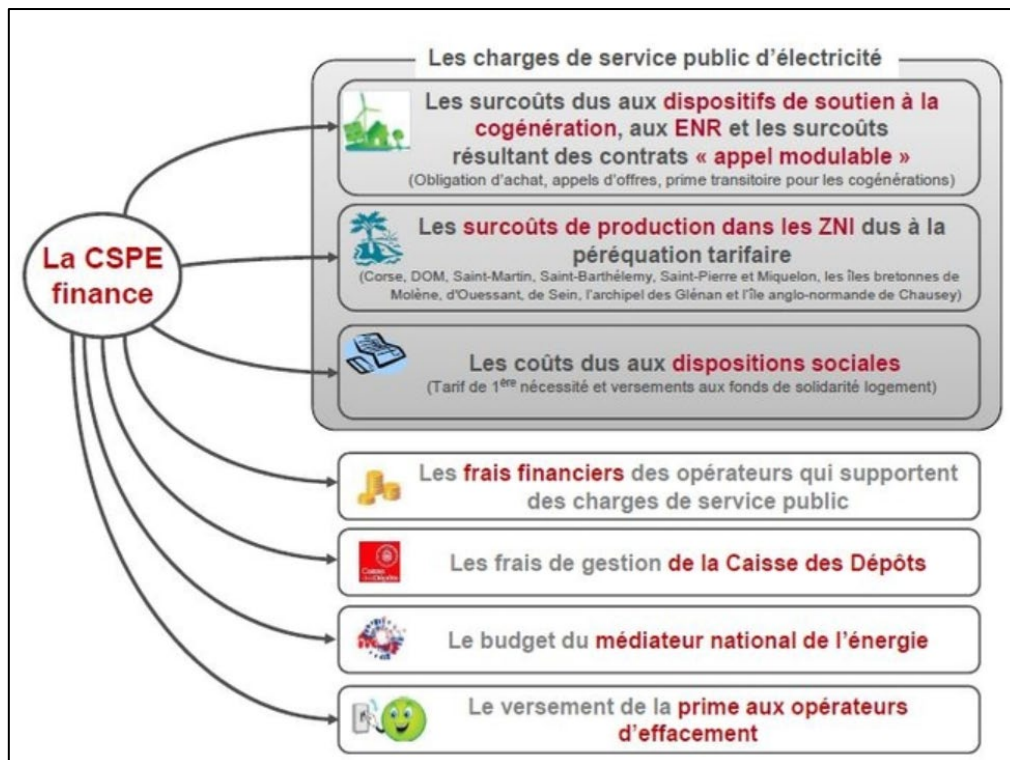 Les charges de service public d'électricité
Les surcoûts dus aux dispositifs de soutien à la
cogénération, aux ENR et les surcoûts
résultant des contrats « appel modulable »
(Obligation d'achat, appels d'offres, prime transitoire pour les cogénérations)
La CSPE
finance
Les surcoûts de production dans les ZNI dus à la
péréquation tarifaire
(Corse, DOM, Saint-Martin, Saint-Barthélemy, Saint-Pierre et Miquelon, les îles bretonnes de
Molène, d'Ouessant, de Sein, l'archipel des Glénan et l'île anglo-normande de Chausey)
Les coûts dus aux dispositions sociales
(Tarif de 1ère nécessité et versements aux fonds de solidarité logement)
Les frais financiers des opérateurs qui supportent
des charges de service public
Caisse
des Dépôts
Les frais de gestion de la Caisse des Dépôts
Le budget du médiateur national de l'énergie
Le versement de la prime aux opérateurs
d'effacement